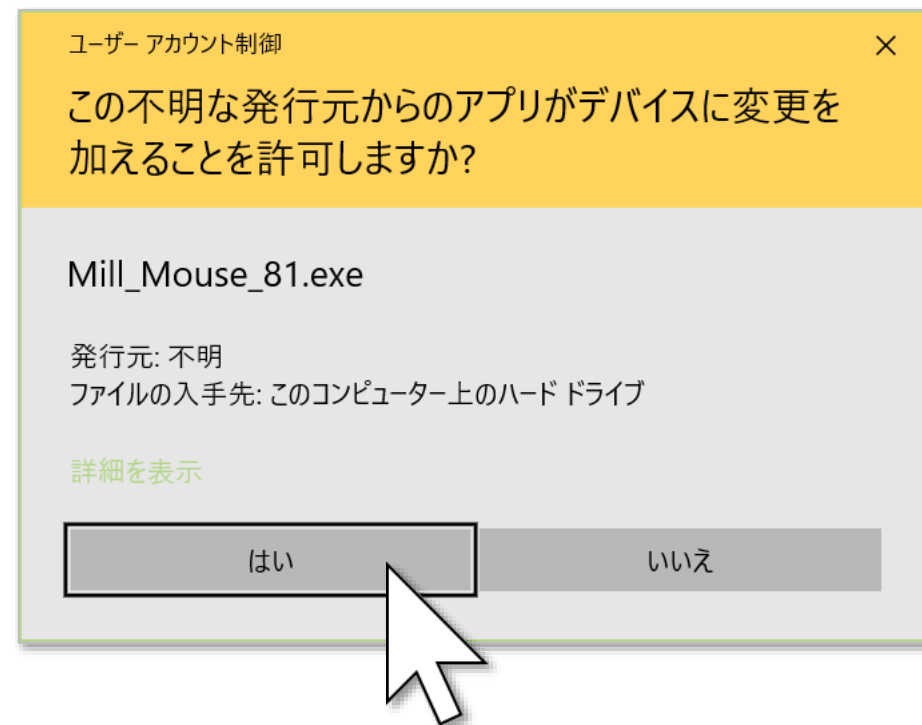 ユーザー アカウント制御
この不明な発行元からのアプリがデバイスに変更を
加えることを許可しますか?
Mill_Mouse_81.exe
発行元: 不明
ファイルの入手先: このコンピューター上のハード ドライブ
詳細を表示
はい
いいえ